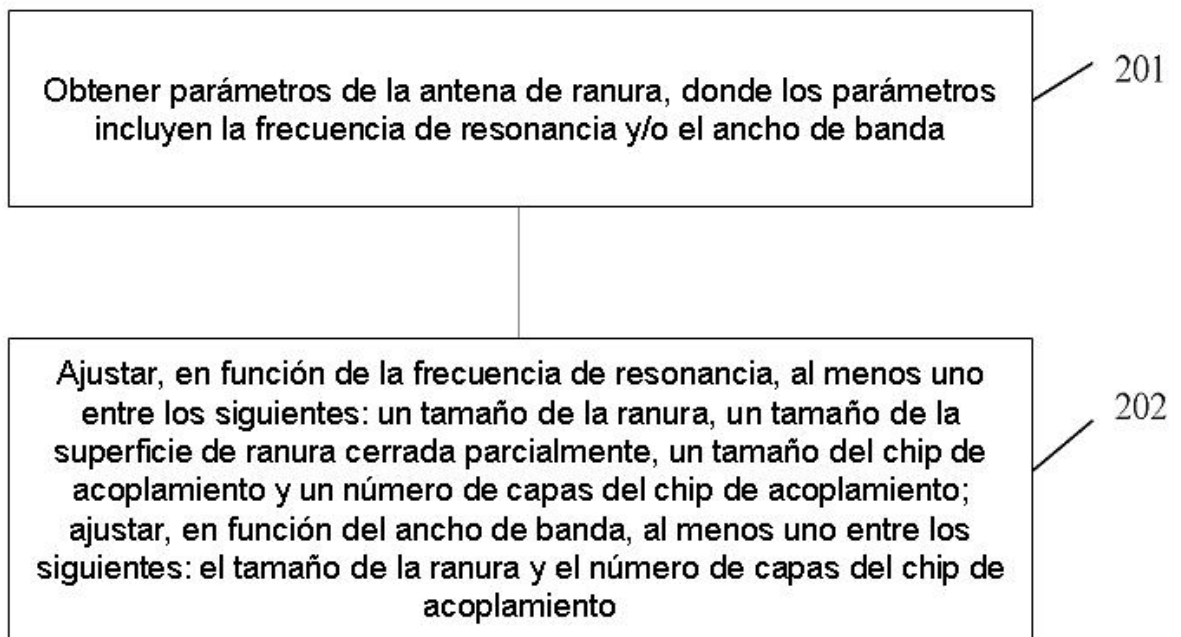 Obtener parámetros de la antena de ranura, donde los parámetros
incluyen la frecuencia de resonancia y/o el ancho de banda
201
Ajustar, en función de la frecuencia de resonancia, al menos uno
entre los siguientes: un tamaño de la ranura, un tamaño de la
superficie de ranura cerrada parcialmente, un tamaño del chip de
acoplamiento y un número de capas del chip de acoplamiento;
ajustar, en función del ancho de banda, al menos uno entre los
siguientes: el tamaño de la ranura y el número de capas del chip de
acoplamiento
202